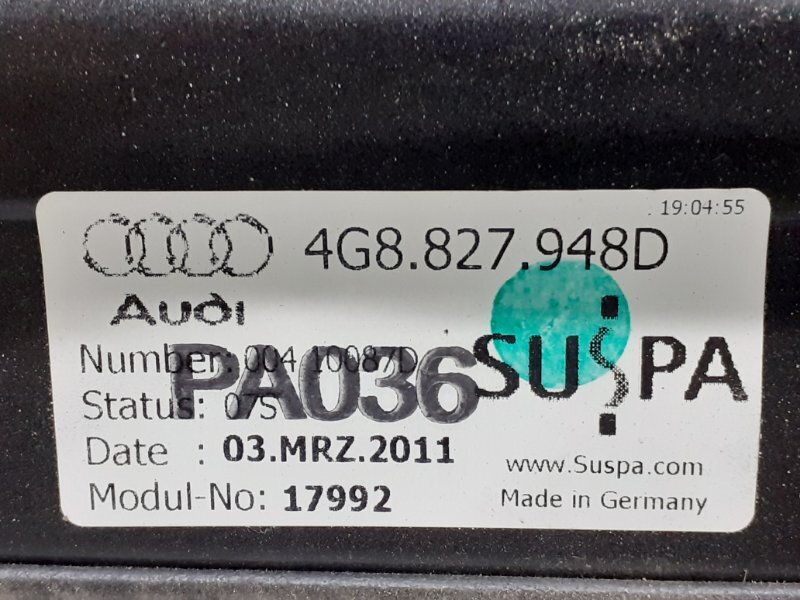 19:04:55
4G8.827.948D
Audi
Number: 004 10087D
PA036
SUSPA
Status: 07S
Date : 03.MRZ.2011
www.Suspa.com
Modul-No: 17992
Made in Germany